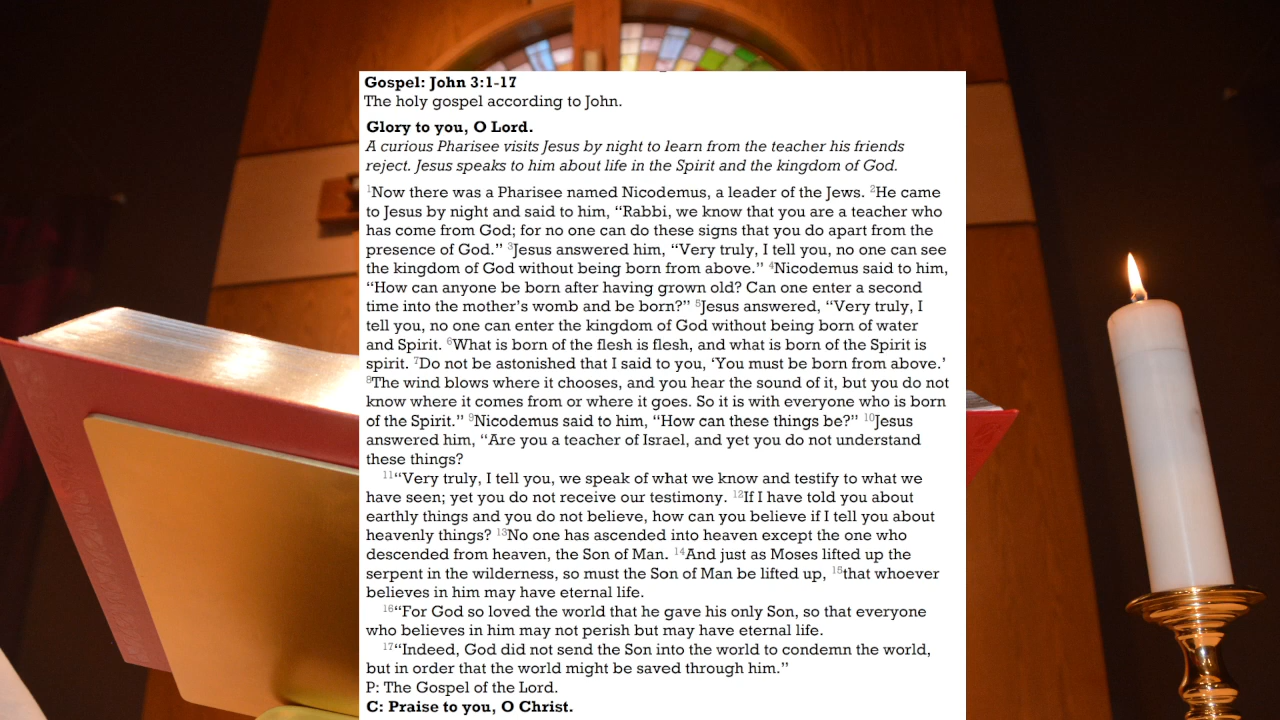 Gospel: John 3:1-17
The holy gospel according to John.
Glory to you, O Lord.
A curious Pharisee visits Jesus by night to learn from the teacher his friends
reject. Jesus speaks to him about life in the Spirit and the kingdom of God.
1Now there was a Pharisee named Nicodemus, a leader of the Jews. 2He came
to Jesus by night and said to him, “Rabbi, we know that you are a teacher who
has come from God; for no one can do these signs that you do apart from the
presence of God.” 3Jesus answered him, “Very truly, I tell you, no one can see
the kingdom of God without being born from above.” 4Nicodemus said to him,
“How can anyone be born after having grown old? Can one enter a second
time into the mother’s womb and be born?” 5Jesus answered, “Very truly, I
tell you, no one can enter the kingdom of God without being born of water
and Spirit. 6What is born of the flesh is flesh, and what is born of the Spirit is
spirit. 7Do not be astonished that I said to you, ‘You must be born from above.’
8The wind blows where it chooses, and you hear the sound of it, but you do not
know where it comes from or where it goes. So it is with everyone who is born
of the Spirit.” 9Nicodemus said to him, “How can these things be?” 10Jesus
answered him, “Are you a teacher of Israel, and yet you do not understand
these things?
11“Very truly, I tell you, we speak of what we know and testify to what we
have seen; yet you do not receive our testimony. 12If I have told you about
earthly things and you do not believe, how can you believe if I tell you about
heavenly things? 13No one has ascended into heaven except the one who
descended from heaven, the Son of Man. 14And just as Moses lifted up the
serpent in the wilderness, so must the Son of Man be lifted up, 15that whoever
believes in him may have eternal life.
16“For God so loved the world that he gave his only Son, so that everyone
who believes in him may not perish but may have eternal life.
17“Indeed, God did not send the Son into the world to condemn the world,
but in order that the world might be saved through him.”
P: The Gospel of the Lord.
C: Praise to you, O Christ.